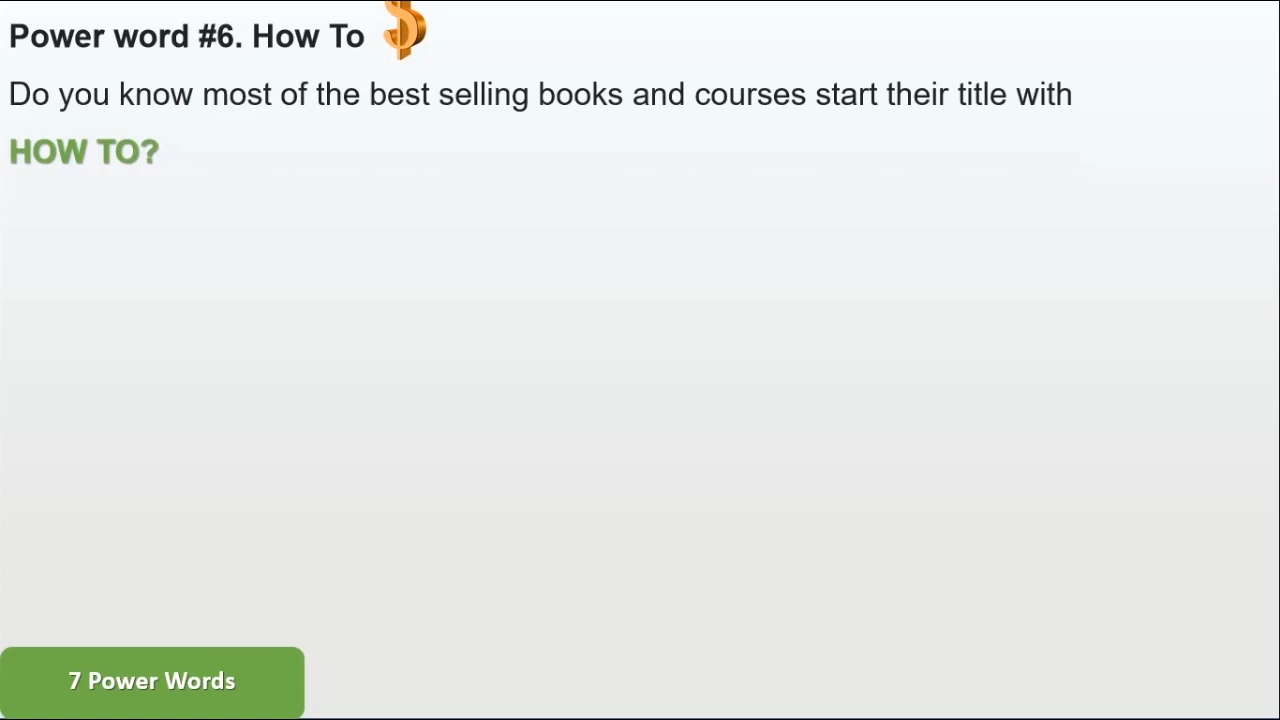 Power word #6. How To
Do you know most of the best selling books and courses start their title with
HOW TO?
7 Power Words